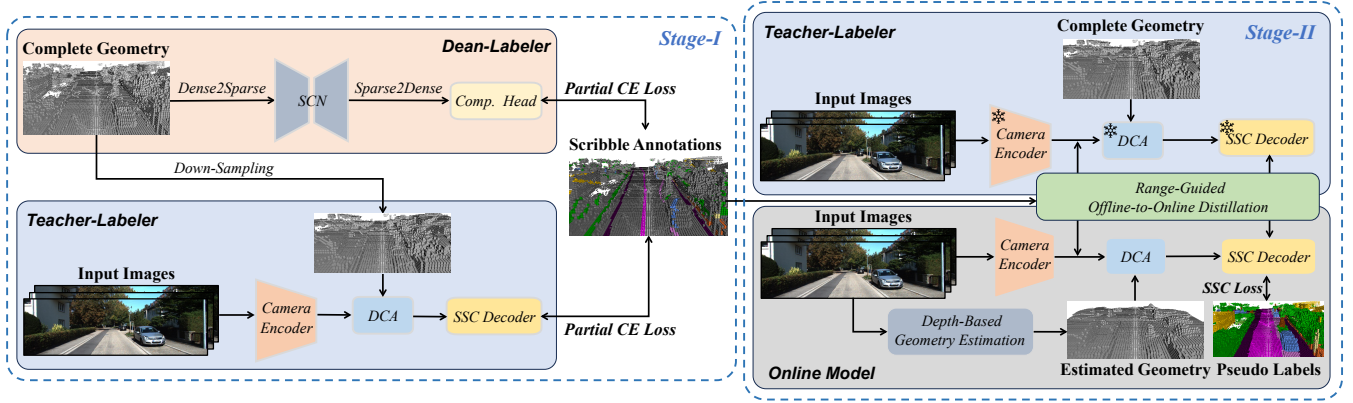 Stage-I
Dean-Labeler
Complete Geometry
Dense2Sparse
SCN
Sparse2Dense
Comp. Head
Partial CE Loss
Scribble Annotations
Down-Sampling
Teacher-Labeler
Input Images
Camera
Encoder
DCA
SSC Decoder
Partial CE Loss
Stage-II
Teacher-Labeler
Complete Geometry
Input Images
Camera
Encoder
DCA
SSC Decoder
Range-Guided
Offline-to-Online Distillation
Input Images
Camera
Encoder
DCA
SSC Decoder
SSC Loss
Depth-Based
Geometry Estimation
Online Model
Estimated Geometry
Pseudo Labels